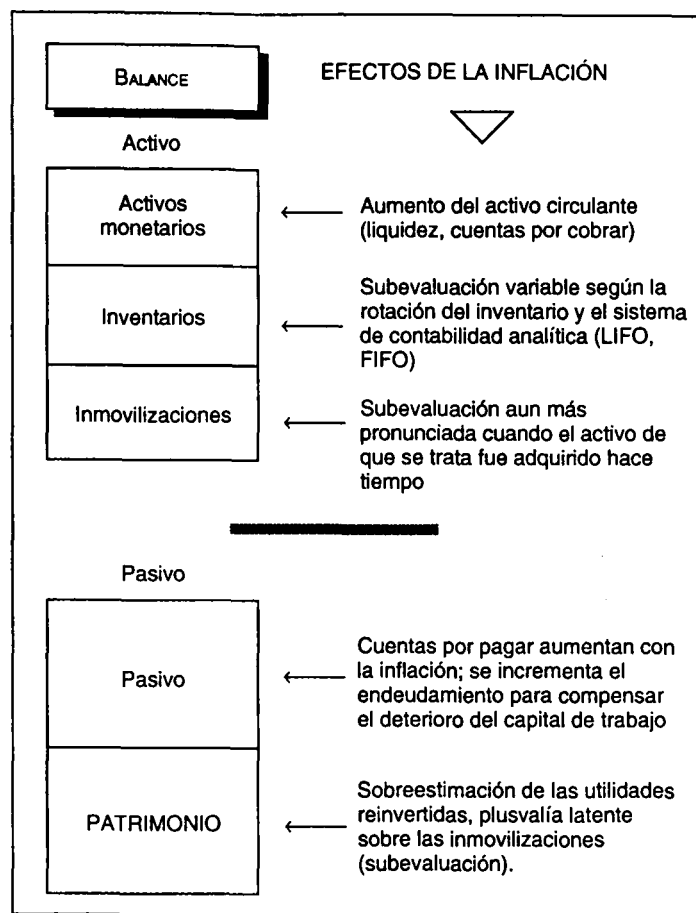 BALANCE
EFECTOS DE LA INFLACIÓN
Activo
Activos
monetarios
Aumento del activo circulante
(liquidez, cuentas por cobrar)
Inventarios
Subevaluación variable según la
rotación del inventario y el sistema
de contabilidad analítica (LIFO,
FIFO)
Inmovilizaciones
Subevaluación aun más
pronunciada cuando el activo de
que se trata fue adquirido hace
tiempo
Pasivo
Pasivo
Cuentas por pagar aumentan con
la inflación; se incrementa el
endeudamiento para compensar
el deterioro del capital de trabajo
PATRIMONIO
Sobreestimación de las utilidades
reinvertidas, plusvalía latente
sobre las inmovilizaciones
(subevaluación).